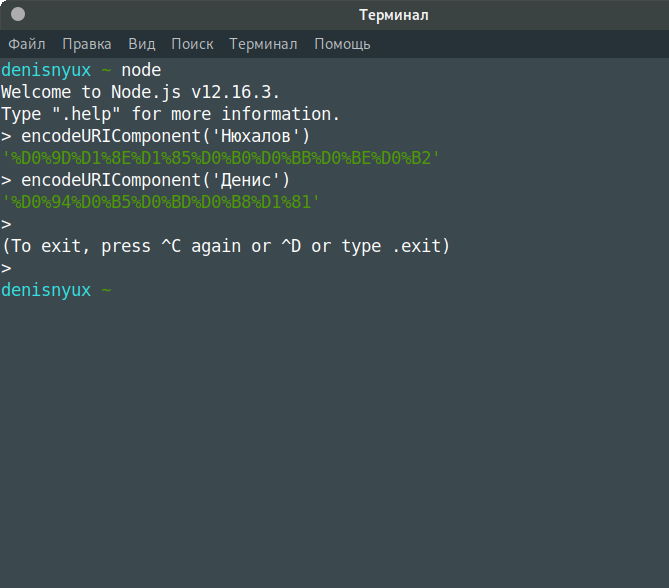 Терминал
Файл Правка Вид Поиск Терминал Помощь
denisnyux ~ node
Welcome to Node.js v12.16.3.
Type ".help" for more information.
> encodeURIComponent('Нюхалов')
'%D0%9D%D1%8E%D1%85%D0%B0%D0%BB%D0%BE%D0%B2'
> encodeURIComponent('Денис')
'%D0%94%D0%B5%D0%BD%D0%B8%D1%81'
>
(To exit, press ^C again or ^D or type .exit)
>
denisnyux ~